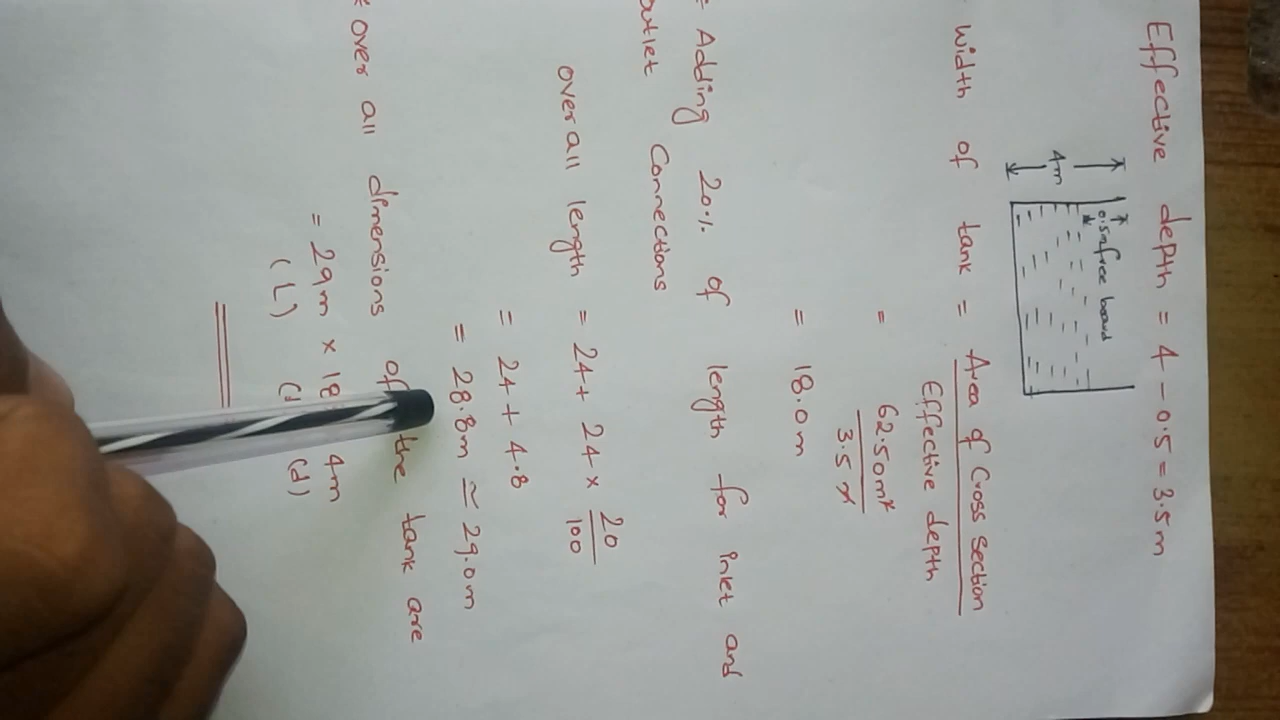 Effective depth = 4 - 0.5 = 3.5m
4m
0.5m free board
width of tank = Area of Cross section
Effective depth
= 62.50m²
3.5 m
= 18.0m
= Adding 20% of length for inlet and
outlet Connections
over all length = 24 + 24 × 20
100
= 24 + 4.8
= 28.8m ≃ 29.0m
over all dimensions of the tank are
= 29m × 18 4m
(L) (d)